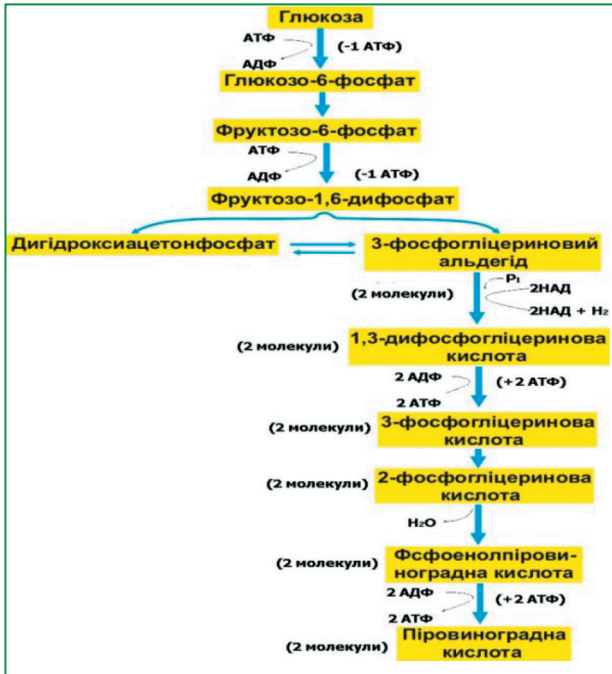 Глюкоза
АТФ
(-1 АТФ)
АДФ
Глюкозо-6-фосфат
Фруктозо-6-фосфат
АТФ
АДФ
(-1 АТФ)
Фруктозо-1,6-дифосфат
Дигідроксиацетонфосфат
3-фосфогліцериновий
альдегід
(2 молекули)
P₁
2НАД
2НАД + H₂
(2 молекули)
1,3-дифосфогліцеринова
кислота
2 АДФ
(+2 АТФ)
2 АТФ
(2 молекули)
3-фосфогліцеринова
кислота
(2 молекули)
2-фосфогліцеринова
кислота
H₂O
(2 молекули)
Фсфоенолпірови-
ноградна кислота
2 АДФ
(+2 АТФ)
2 АТФ
(2 молекули)
Піровиноградна
кислота